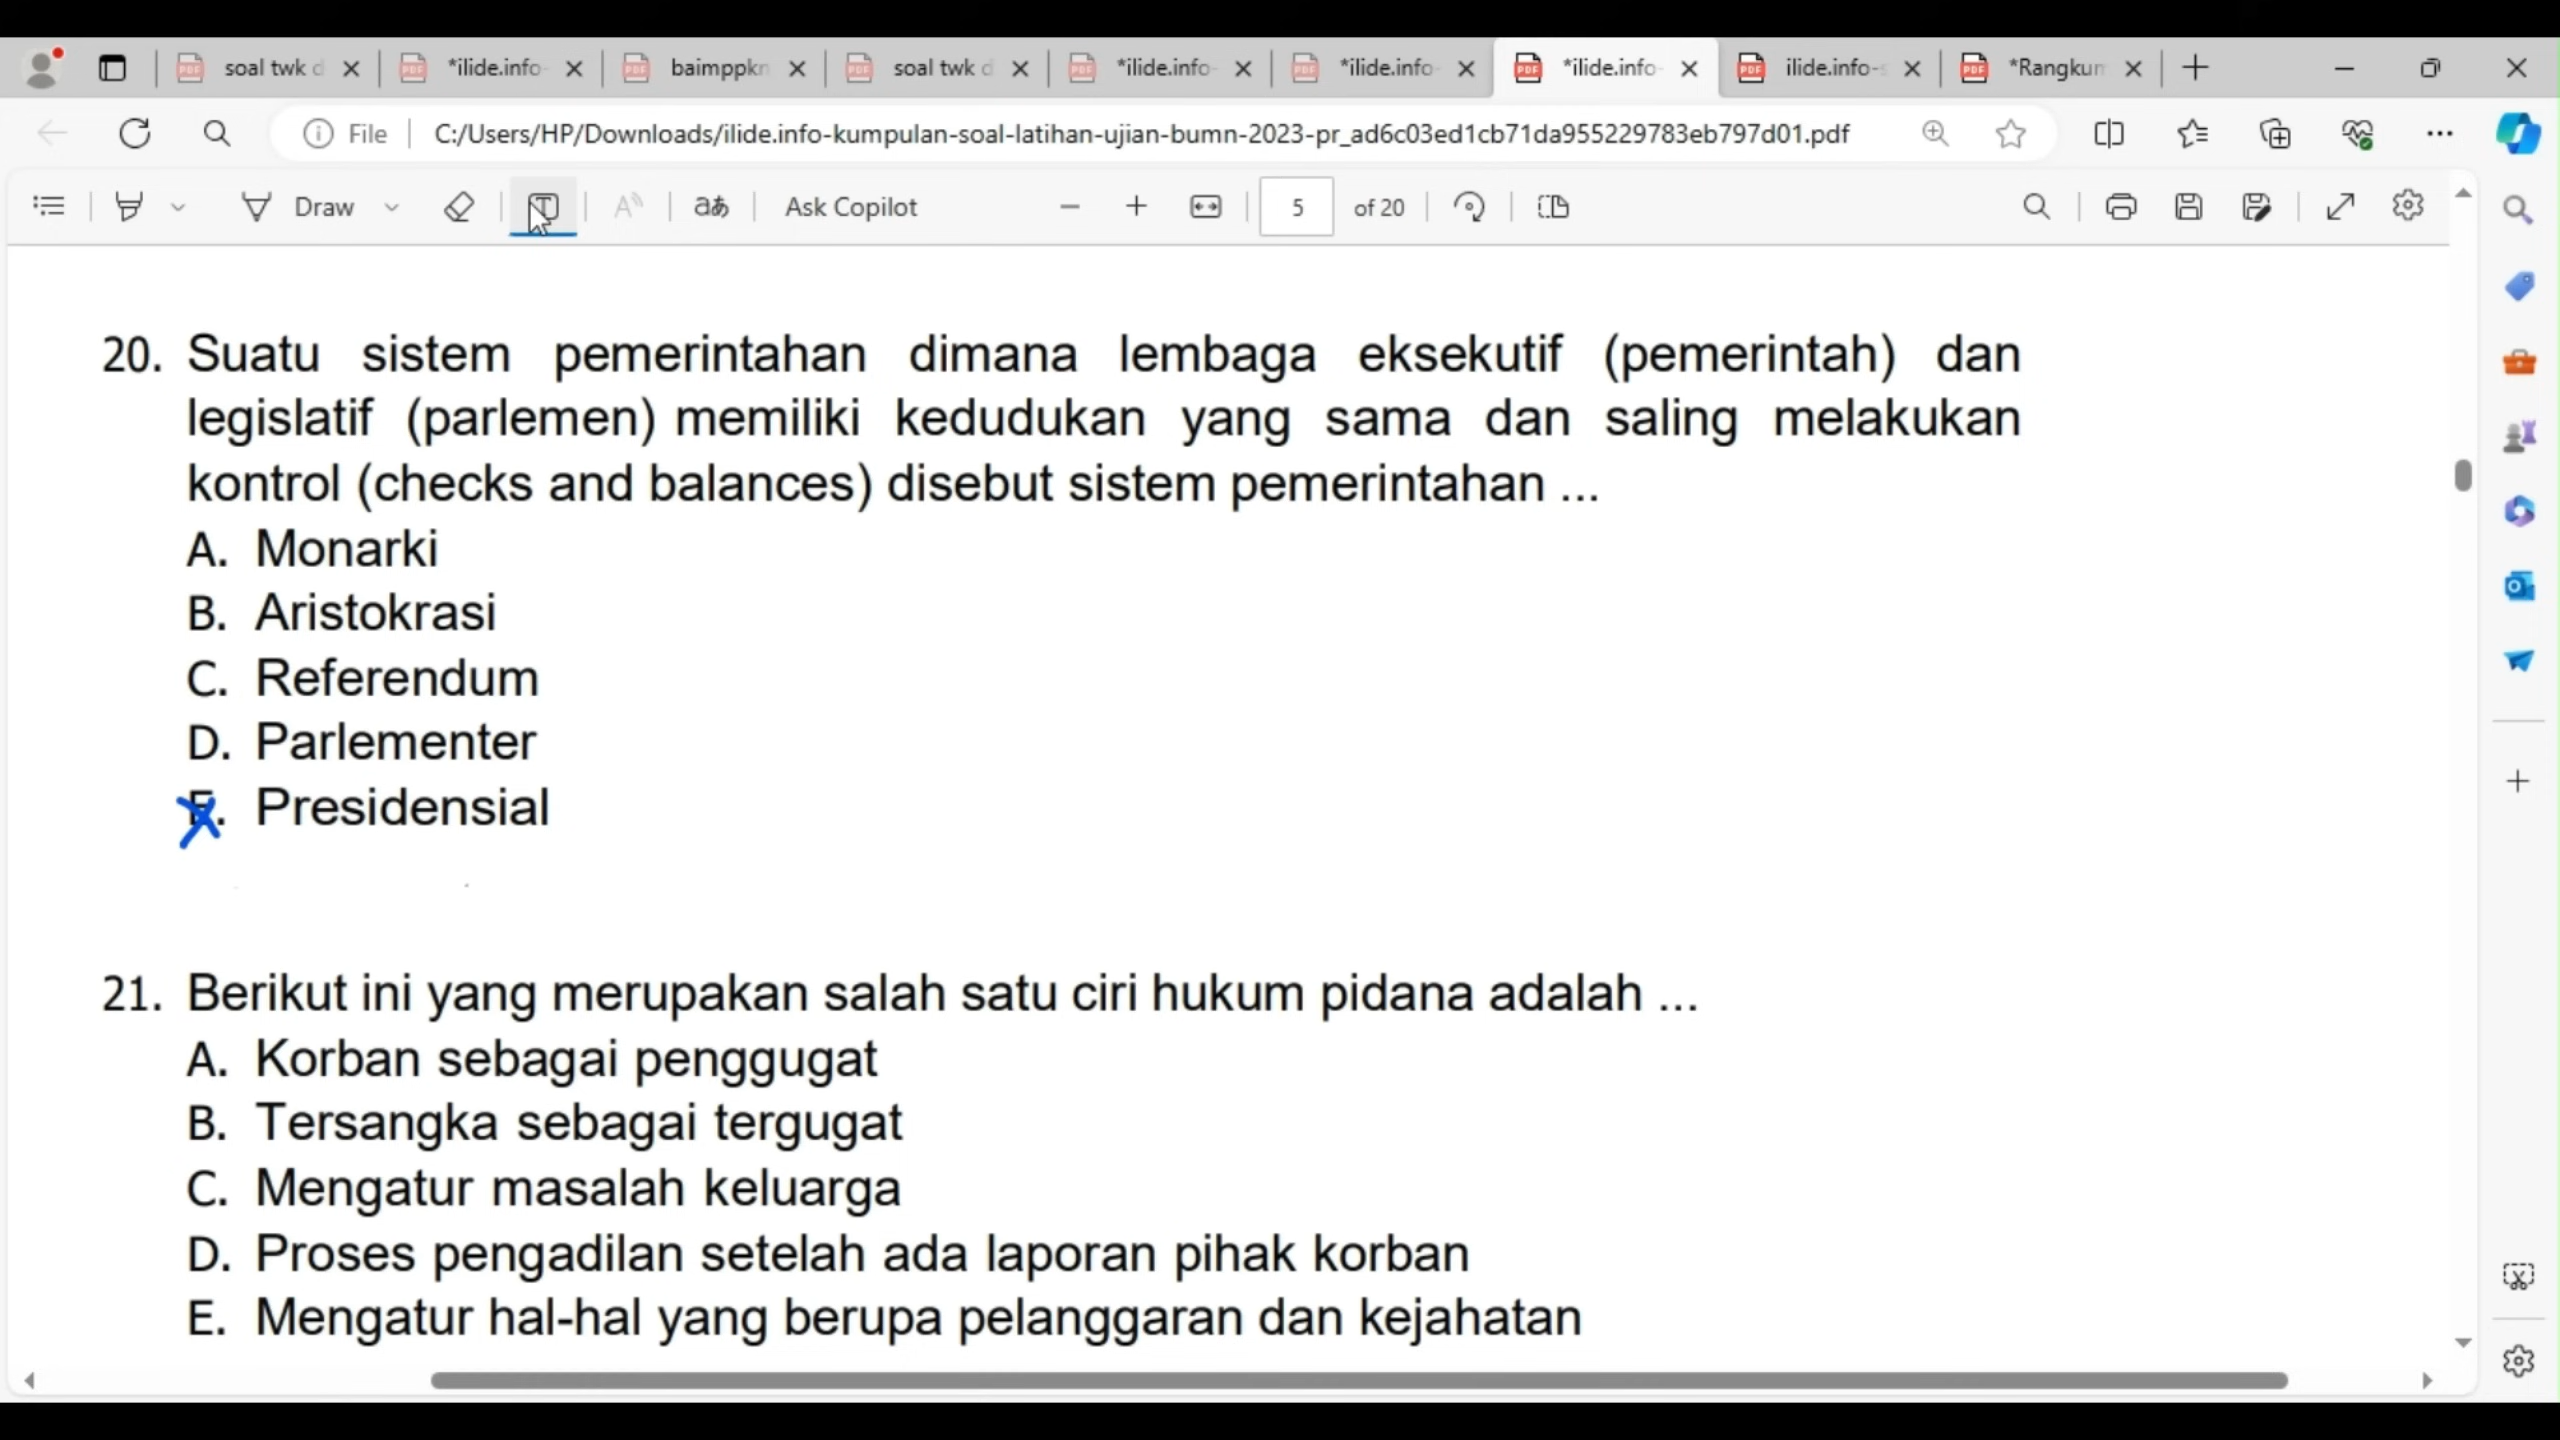 soal twk d
*ilide.info-
baimppkn
soal twk d
*ilide.info-
*ilide.info-
*ilide.info-
ilide.info-s
*Rangkum
File
C:/Users/HP/Downloads/ilide.info-kumpulan-soal-latihan-ujian-bumn-2023-pr_ad6c03ed1cb71da955229783eb797d01.pdf
Draw
aあ
Ask Copilot
5 of 20
20. Suatu sistem pemerintahan dimana lembaga eksekutif (pemerintah) dan
legislatif (parlemen) memiliki kedudukan yang sama dan saling melakukan
kontrol (checks and balances) disebut sistem pemerintahan ...
A. Monarki
B. Aristokrasi
C. Referendum
D. Parlementer
E. Presidensial
21. Berikut ini yang merupakan salah satu ciri hukum pidana adalah ...
A. Korban sebagai penggugat
B. Tersangka sebagai tergugat
C. Mengatur masalah keluarga
D. Proses pengadilan setelah ada laporan pihak korban
E. Mengatur hal-hal yang berupa pelanggaran dan kejahatan